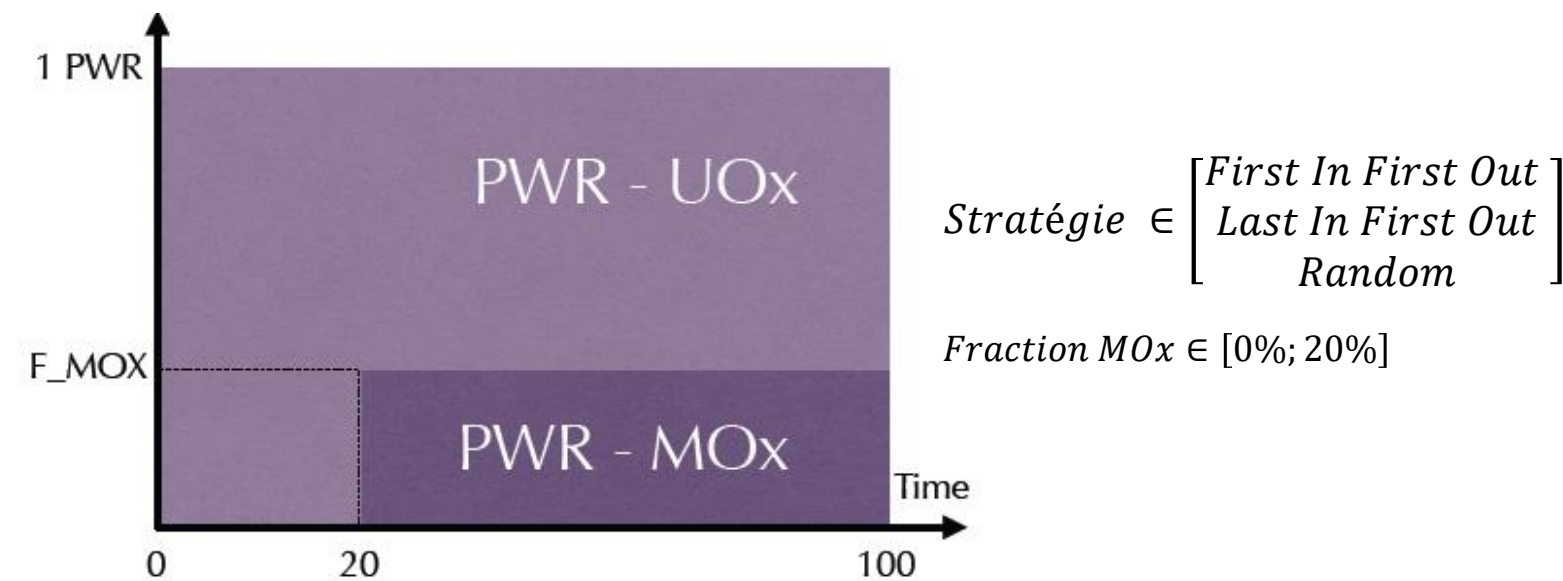 1 PWR
PWR - UOx
F_MOX
PWR - MOx
Time
0 20 100
Stratégie ∈ [First In First Out
Last In First Out
Random]
Fraction MOx ∈ [0%; 20%]